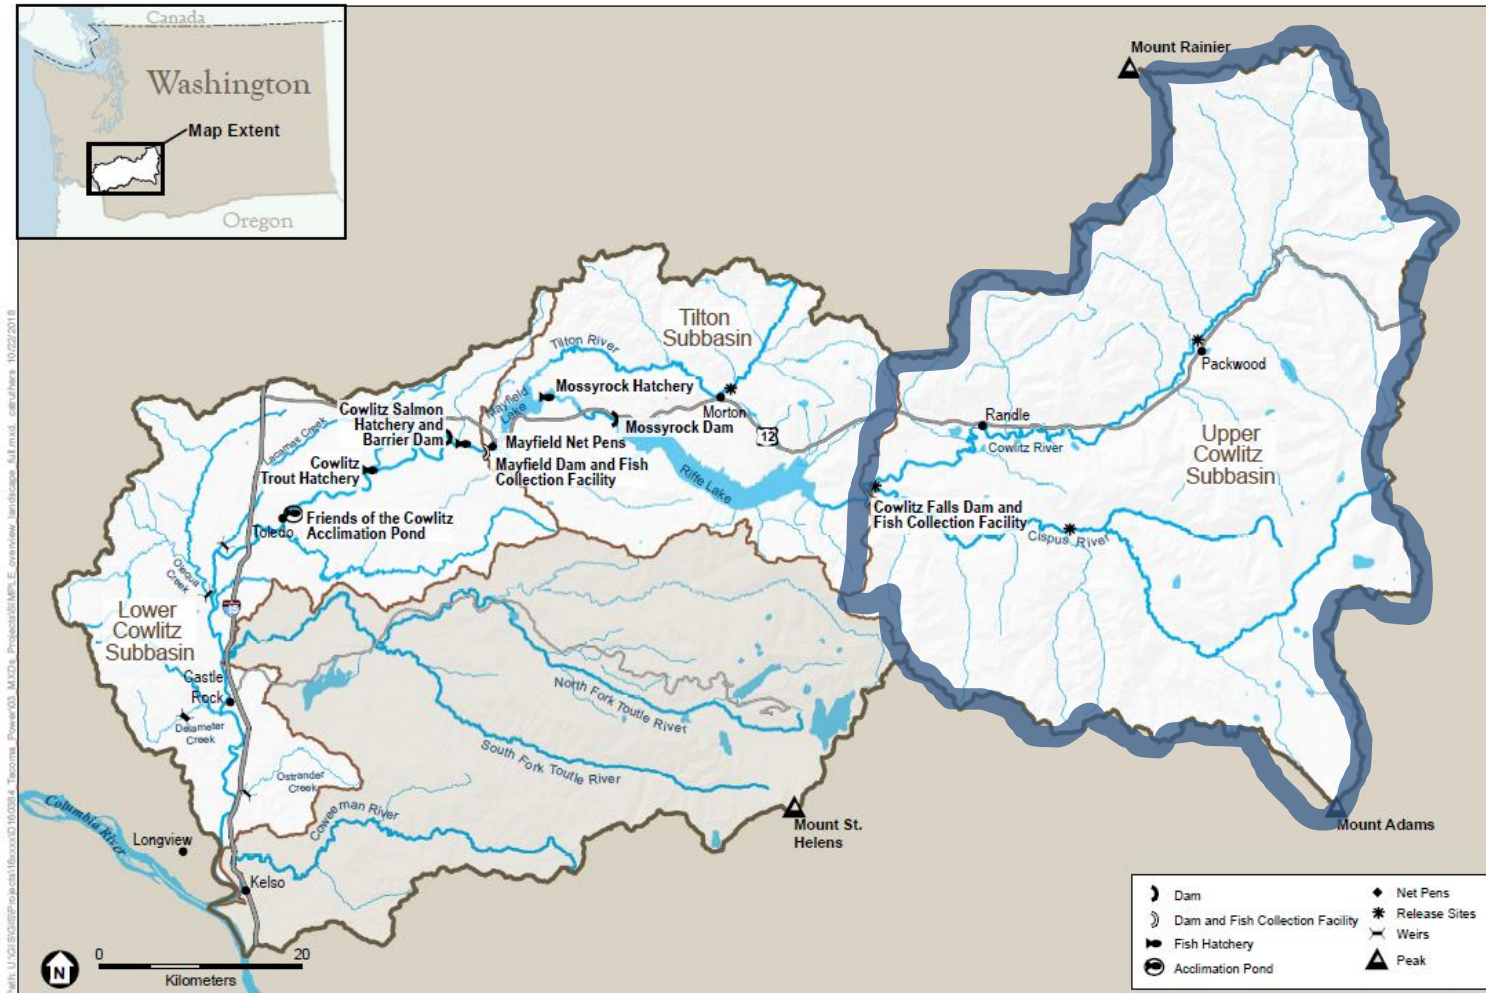 Canada
Washington
Map Extent
Oregon
Mount Rainier
Tilton
Subbasin
Tilton River
Mayfield
Lake
Mossyrock Hatchery
Morton
Mossyrock Dam
12
Packwood
Randle
Cowlitz River
Upper
Cowlitz
Subbasin
Cowlitz Salmon
Hatchery and
Barrier Dam
Lacamas Creek
Mayfield Net Pens
Mayfield Dam and Fish
Collection Facility
Cowlitz
Trout Hatchery
Riffe Lake
Cowlitz Falls Dam and
Fish Collection Facility
Cispus River
Friends of the Cowlitz
Acclimation Pond
Toledo
Olequa
Creek
Lower
Cowlitz
Subbasin
Castle
Rock
Delameter
Creek
North Fork Toutle River
South Fork Toutle River
Ostrander
Creek
Coweeman River
Columbia River
Longview
Kelso
Mount St.
Helens
Mount Adams
N
0 20
Kilometers
Dam
Dam and Fish Collection Facility
Fish Hatchery
Acclimation Pond
Net Pens
Release Sites
Weirs
Peak